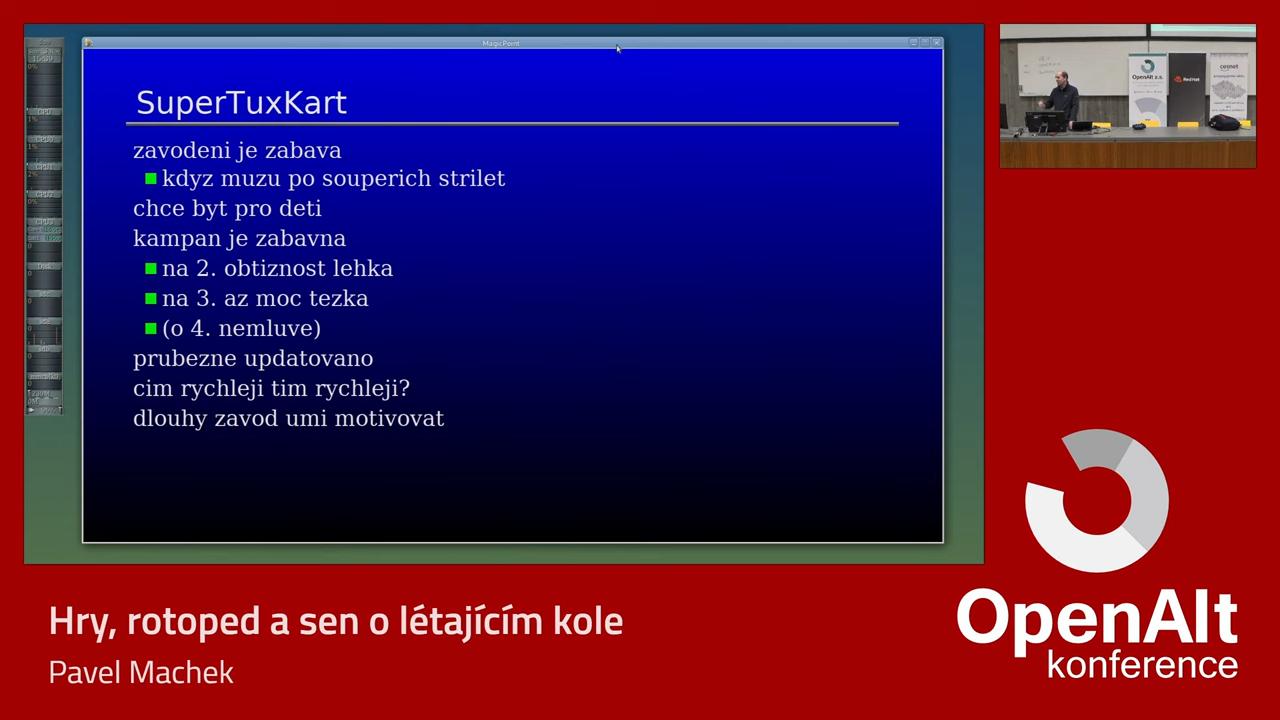 MagicPoint
SuperTuxKart
zavodeni je zabava
kdyz muzu po souperich strilet
chce byt pro deti
kampan je zabavna
na 2. obtiznost lehka
na 3. az moc tezka
(o 4. nemluve)
prubezne updatovano
cim rychleji tim rychleji?
dlouhy zavod umi motivovat
OpenAlt z.s.
Red Hat
cesnet
Hry, rotoped a sen o létajícím kole
Pavel Machek
OpenAlt
konference